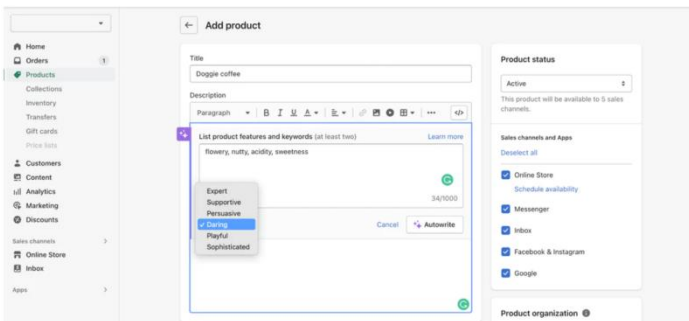 Home
Orders 1
Products
Collections
Inventory
Transfers
Gift cards
Price lists
Customers
Content
Analytics
Marketing
Discounts
Sales channels
Online Store
Inbox
Apps
Add product
Title
Doggie coffee
Description
Paragraph B I U A
List product features and keywords (at least two) Learn more
flowery, nutty, acidity, sweetness
34/1000
Expert
Supportive
Persuasive
Daring
Playful
Sophisticated
Cancel Autowrite
Product status
Active
This product will be available to 5 sales
channels.
Sales channels and Apps
Deselect all
Online Store
Schedule availability
Messenger
Inbox
Facebook & Instagram
Google
Product organization